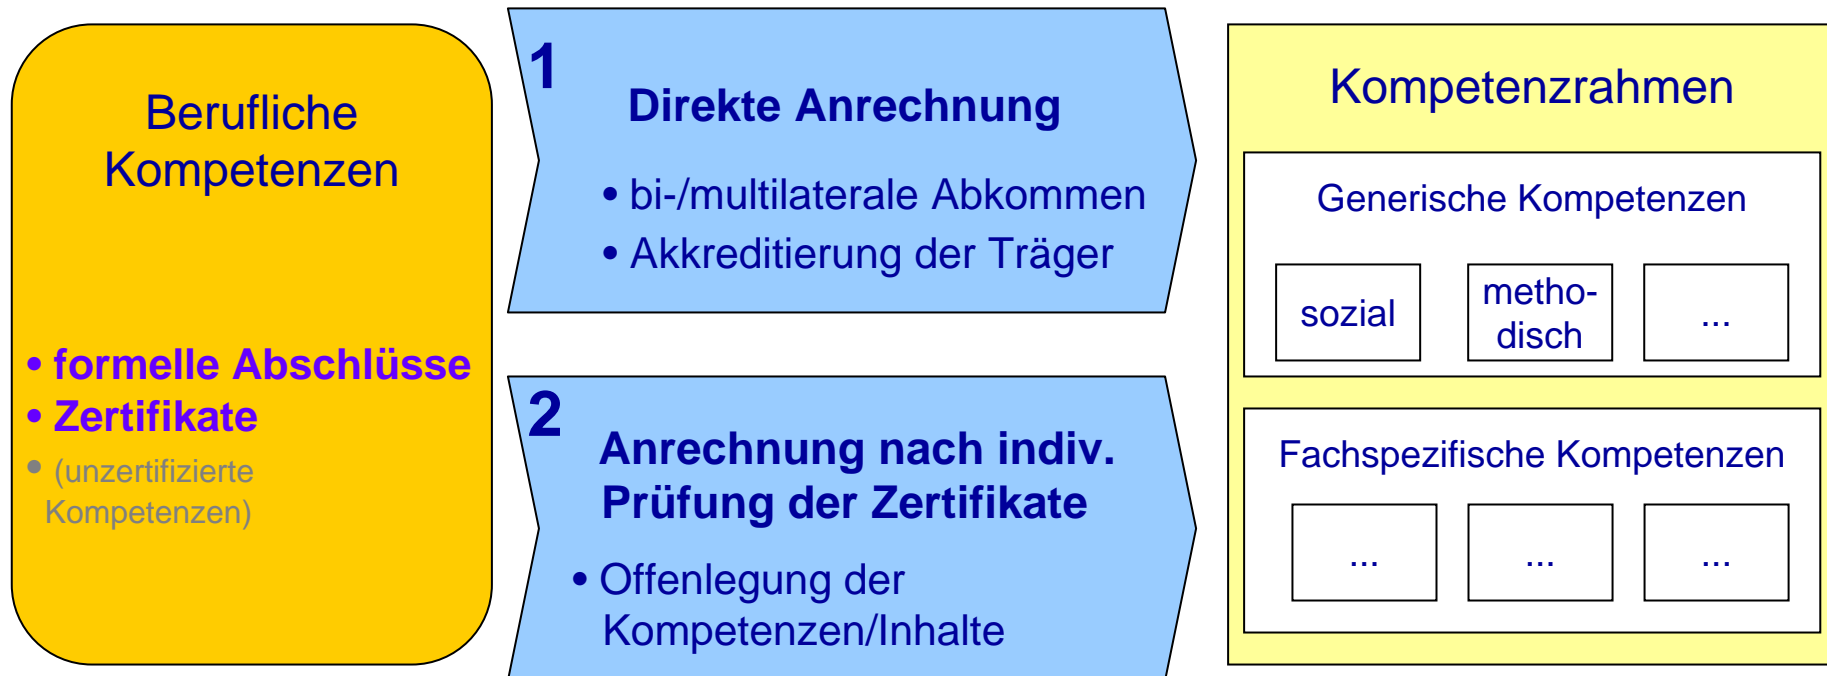 Berufliche
Kompetenzen
• formelle Abschlüsse
• Zertifikate
• (unzertifizierte
Kompetenzen)
1
Direkte Anrechnung
• bi-/multilaterale Abkommen
• Akkreditierung der Träger
2
Anrechnung nach indiv.
Prüfung der Zertifikate
• Offenlegung der
Kompetenzen/Inhalte
Kompetenzrahmen
Generische Kompetenzen
sozial
metho-
disch
...
Fachspezifische Kompetenzen
...
...
...